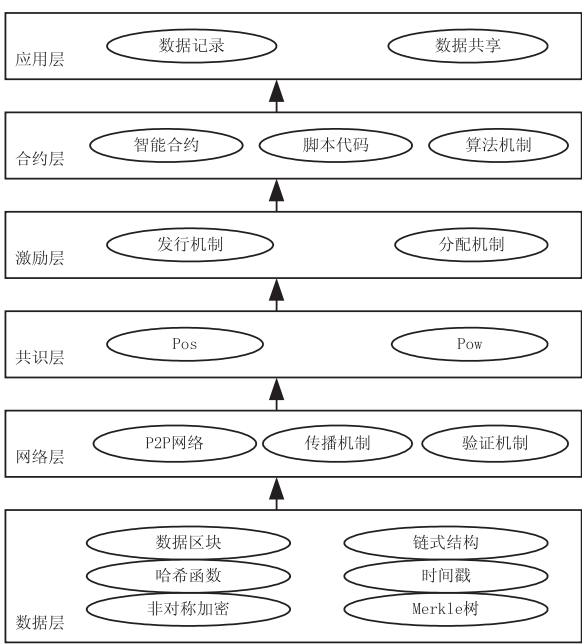 数据记录 数据共享
应用层
智能合约 脚本代码 算法机制
合约层
发行机制 分配机制
激励层
Pos Pow
共识层
P2P网络 传播机制 验证机制
网络层
数据区块 链式结构
哈希函数 时间戳
非对称加密 Merkle树
数据层